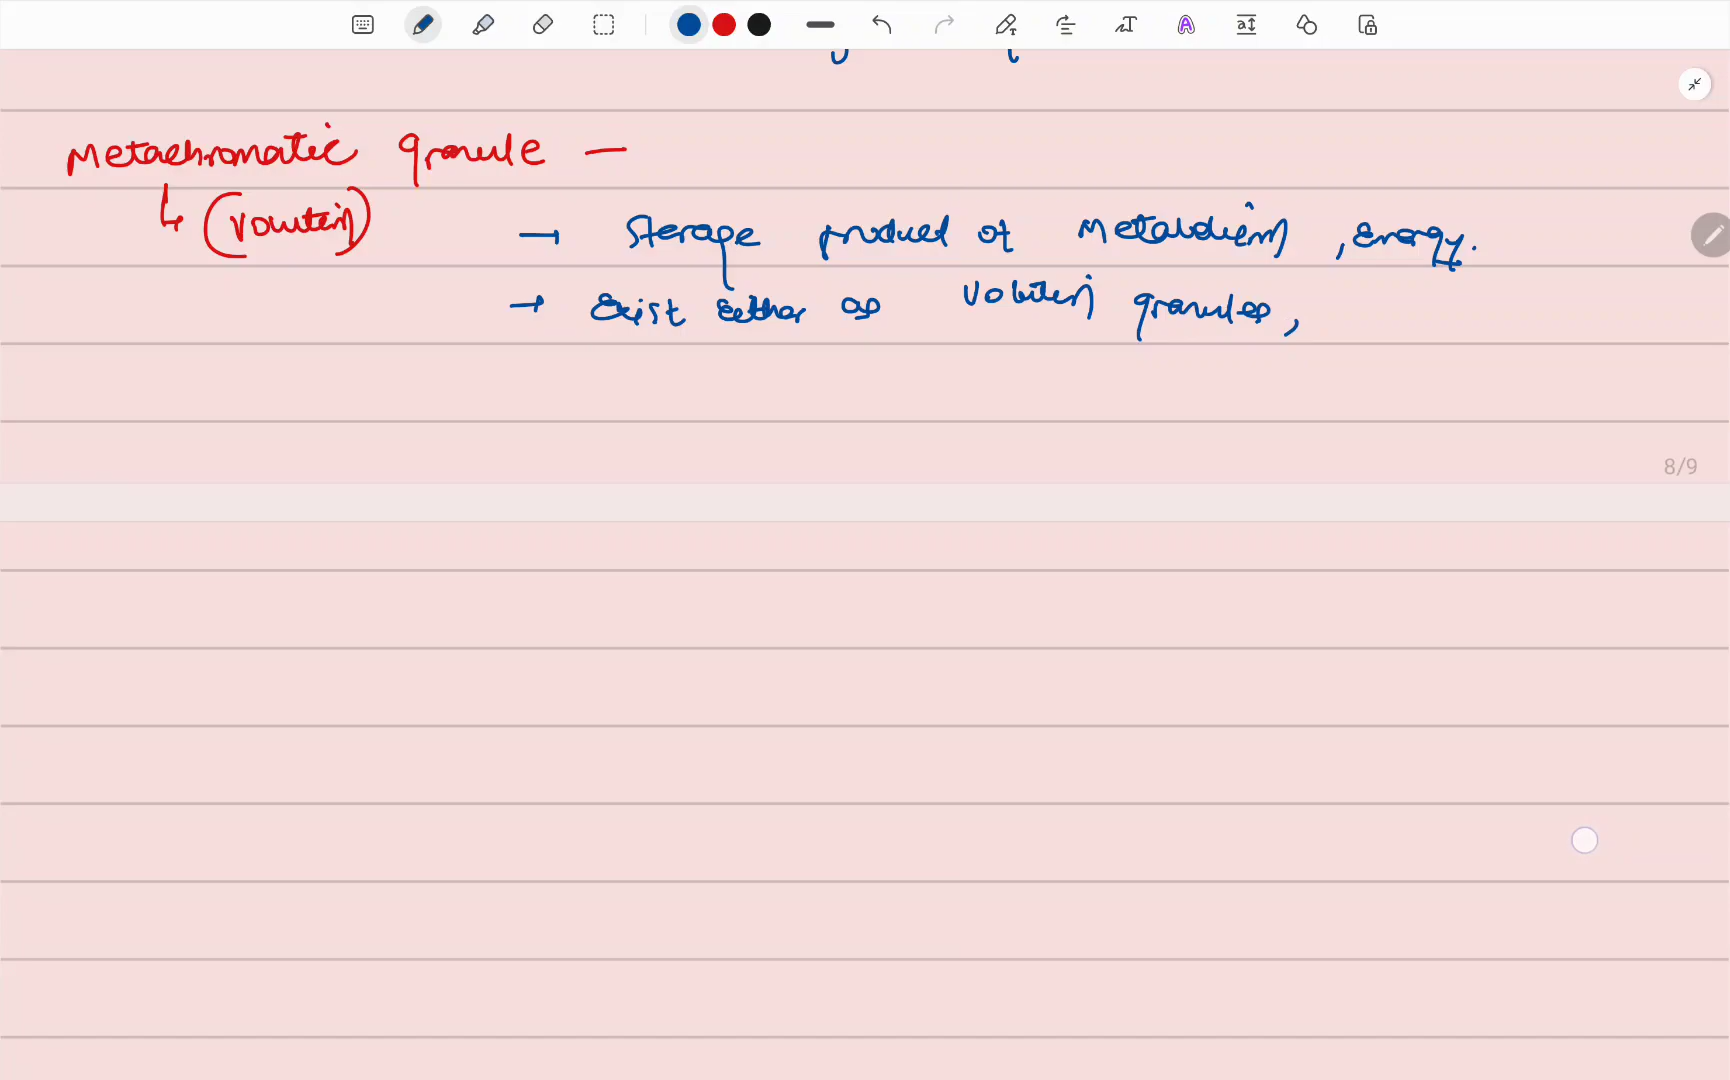 Metachromatic granule —
↳ (Volutin)
→ Storage product of Metabolism, energy.
→ Exist either as Volutin granules,
8/9